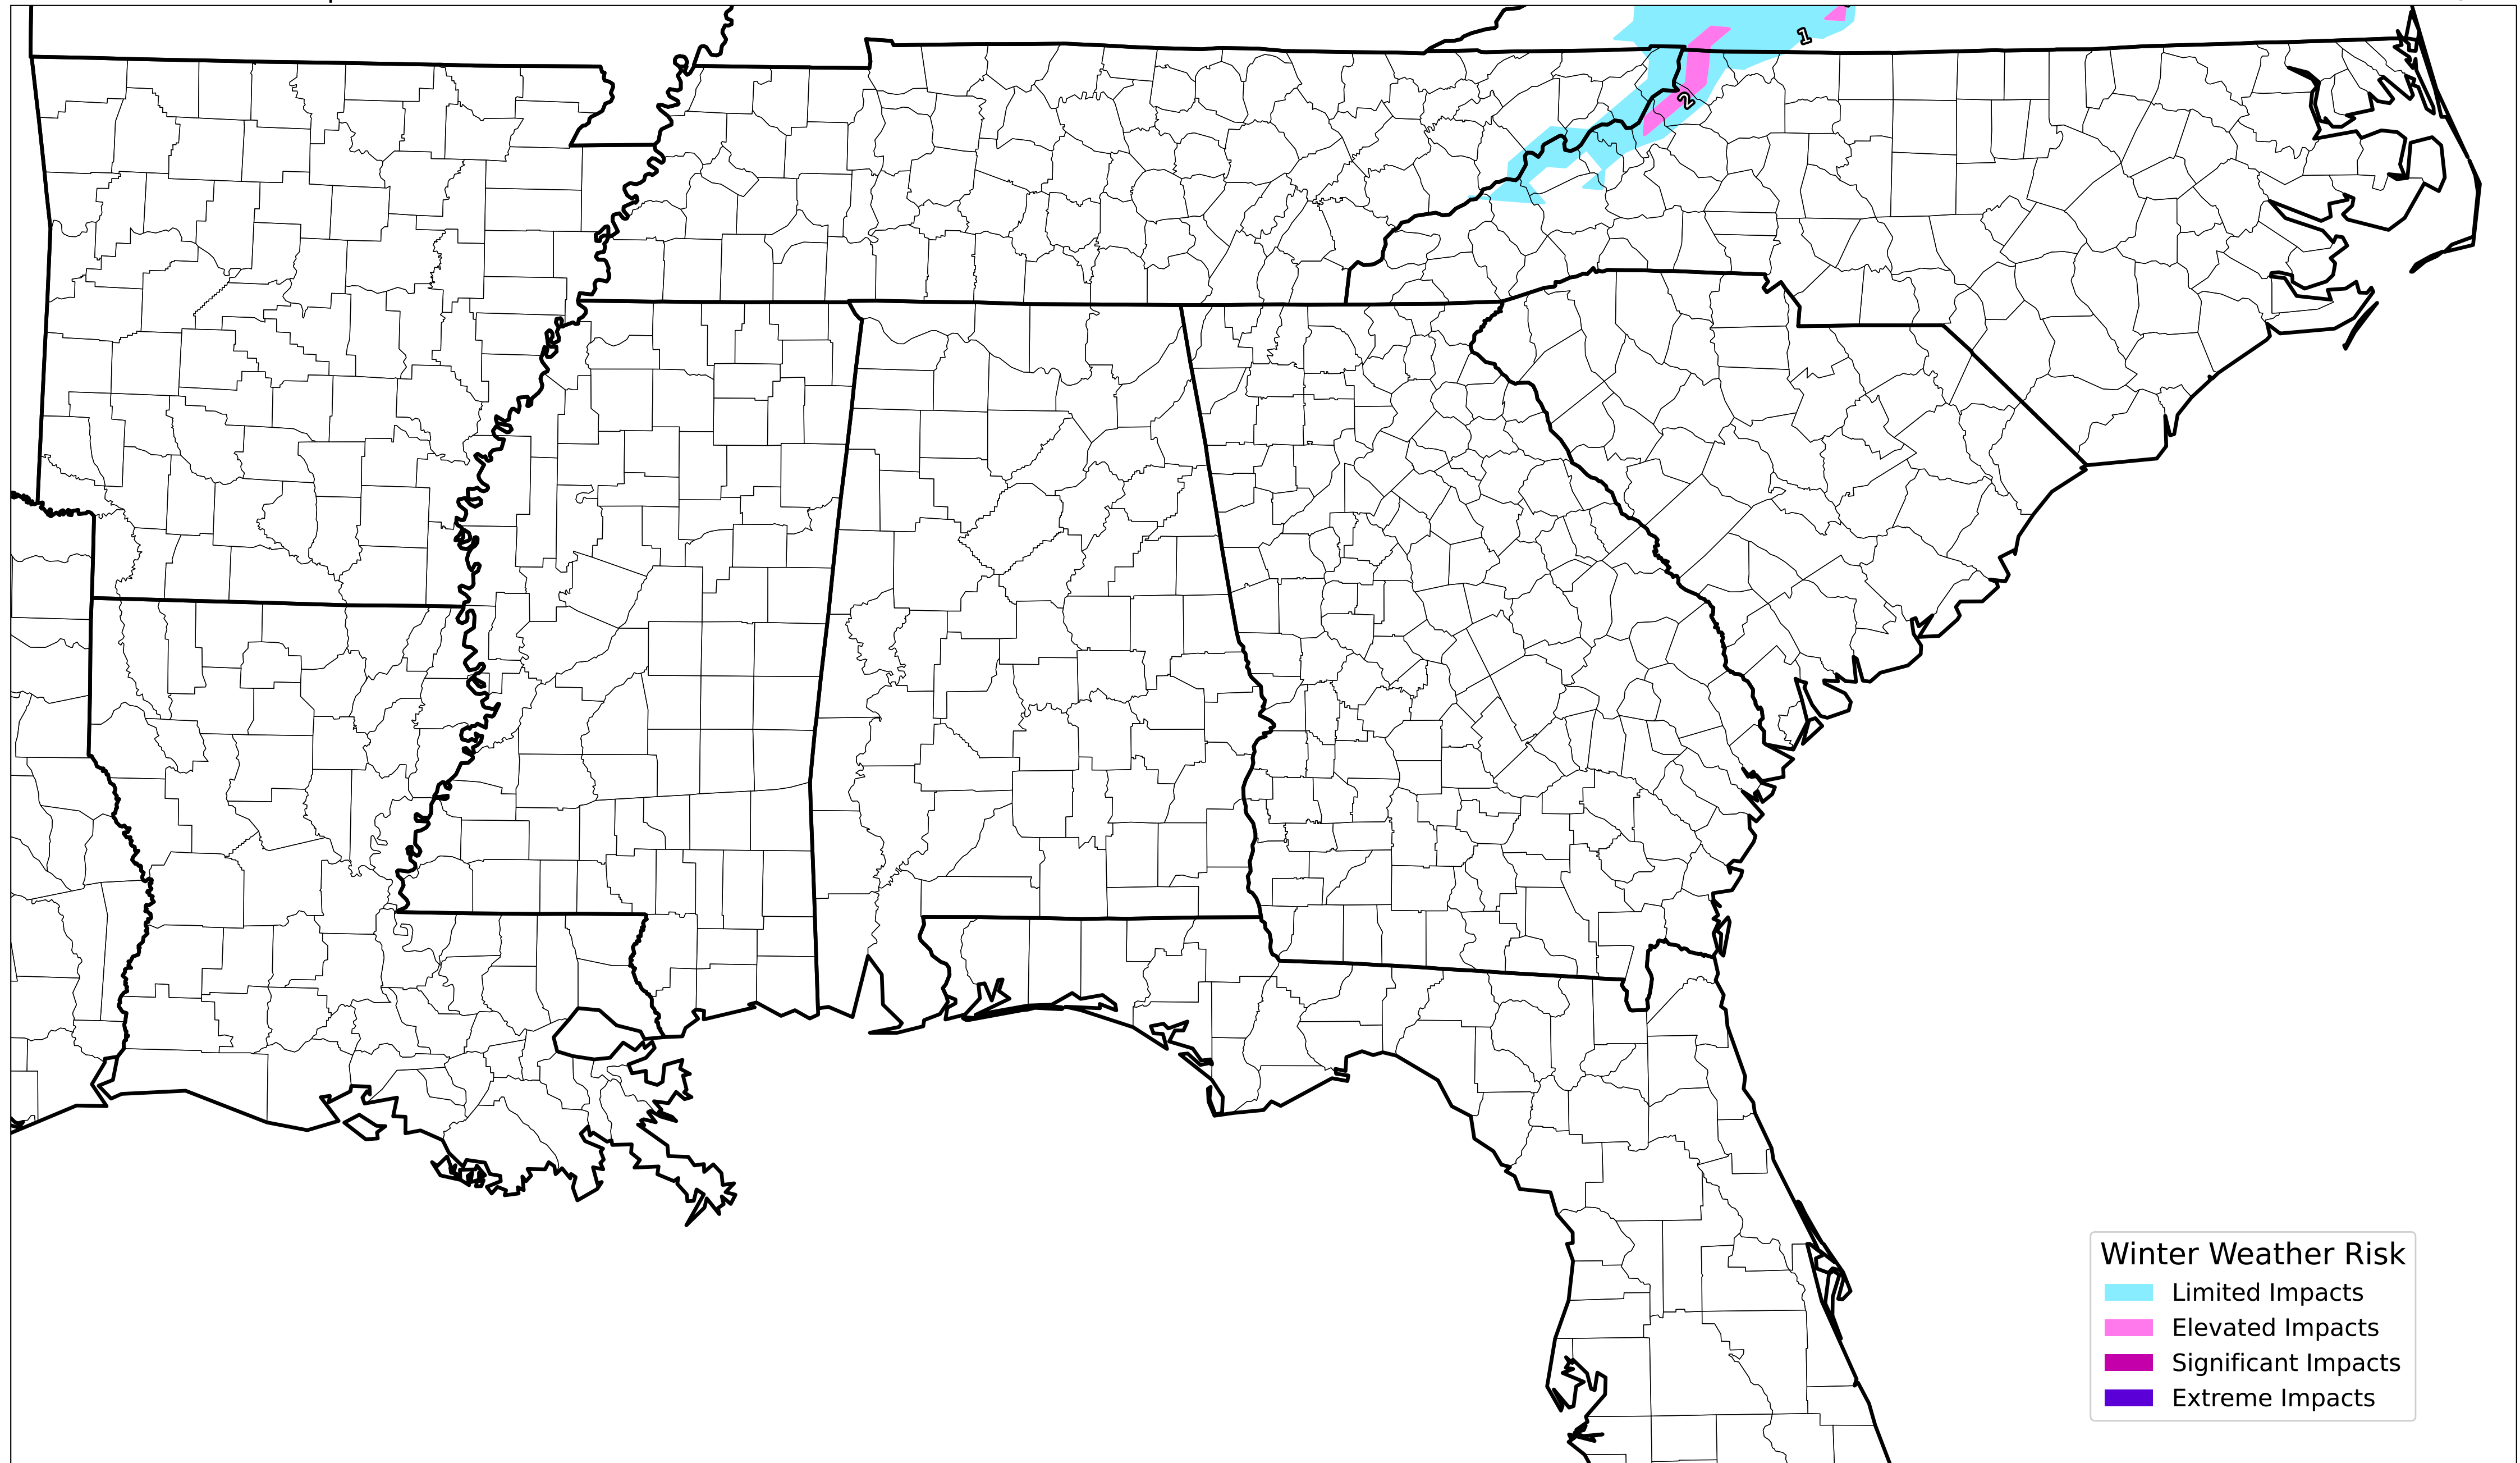 1
2
Winter Weather Risk
Limited Impacts
Elevated Impacts
Significant Impacts
Extreme Impacts